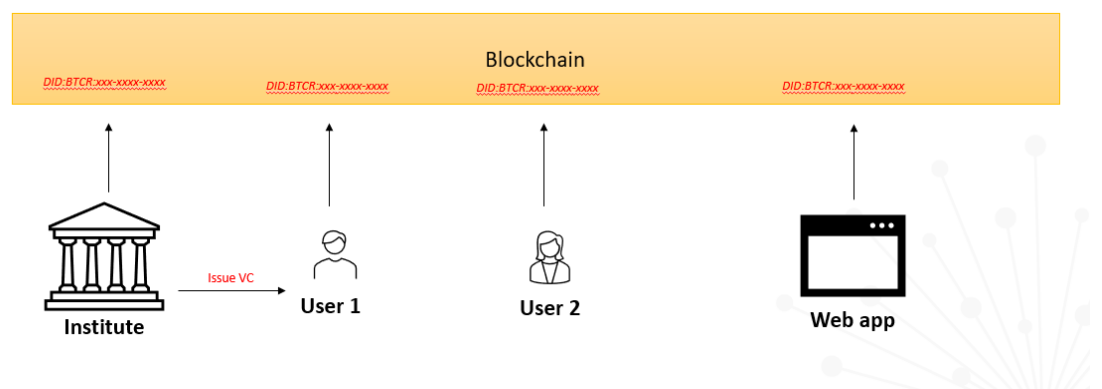 Blockchain
DID:BTCR:xxx-xxxx-xxxx
DID:BTCR:xxx-xxxx-xxxx
DID:BTCR:xxx-xxxx-xxxx
DID:BTCR:xxx-xxxx-xxxx
Issue VC
Institute
User 1
User 2
Web app